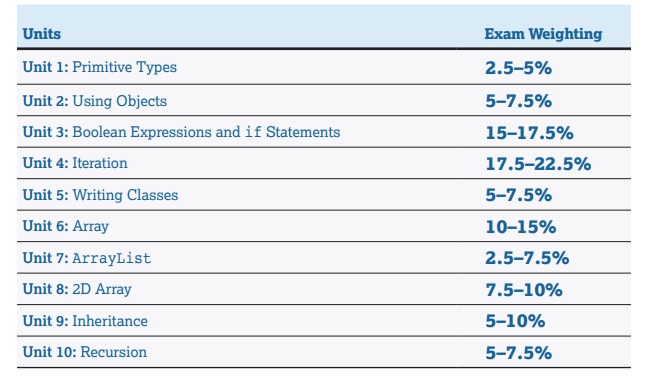 Units Exam Weighting
Unit 1: Primitive Types 2.5–5%
Unit 2: Using Objects 5–7.5%
Unit 3: Boolean Expressions and if Statements 15–17.5%
Unit 4: Iteration 17.5–22.5%
Unit 5: Writing Classes 5–7.5%
Unit 6: Array 10–15%
Unit 7: ArrayList 2.5–7.5%
Unit 8: 2D Array 7.5–10%
Unit 9: Inheritance 5–10%
Unit 10: Recursion 5–7.5%